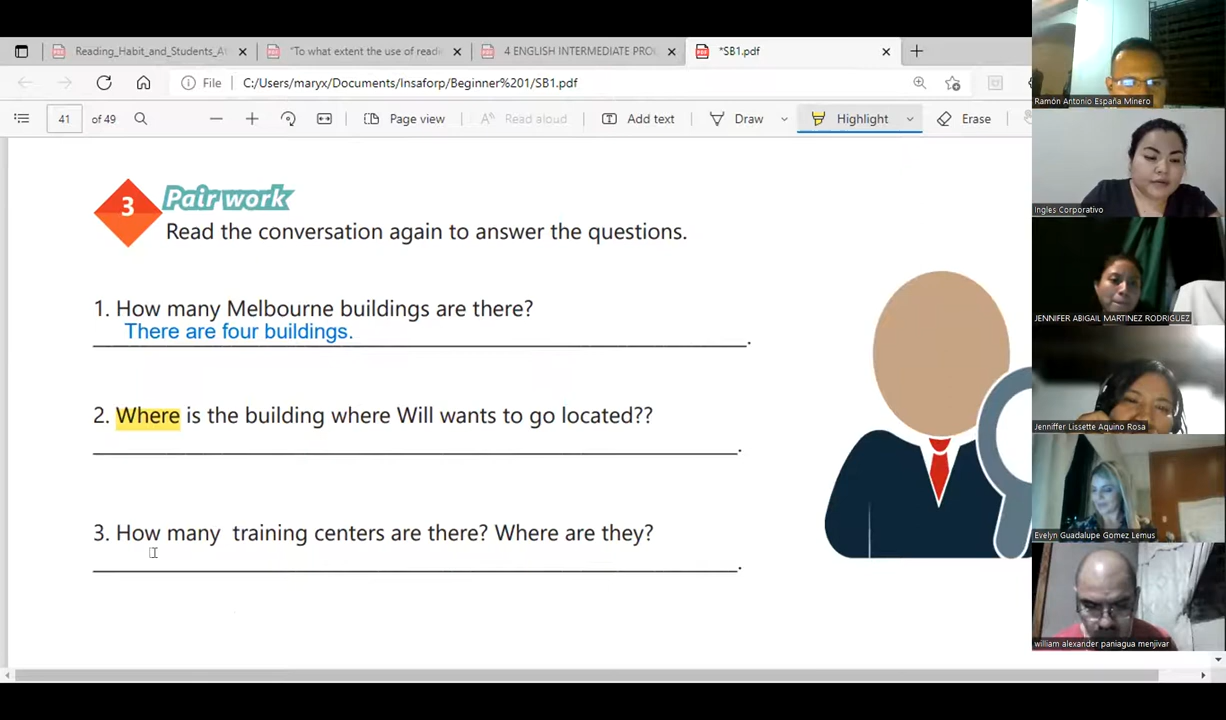 Reading_Habit_and_Students_At
"To what extent the use of readi
4 ENGLISH INTERMEDIATE PRO
*SB1.pdf
File
C:/Users/maryx/Documents/Insaforp/Beginner%201/SB1.pdf
41 of 49
Page view
Read aloud
Add text
Draw
Highlight
Erase
3 Pair work
Read the conversation again to answer the questions.
1. How many Melbourne buildings are there?
There are four buildings.
2. Where is the building where Will wants to go located??
3. How many training centers are there? Where are they?
Ramón Antonio España Minero
Ingles Corporativo
JENNIFER ABIGAIL MARTINEZ RODRIGUEZ
Jenniffer Lissette Aquino Rosa
Evelyn Guadalupe Gomez Lemus
william alexander paniagua menjivar